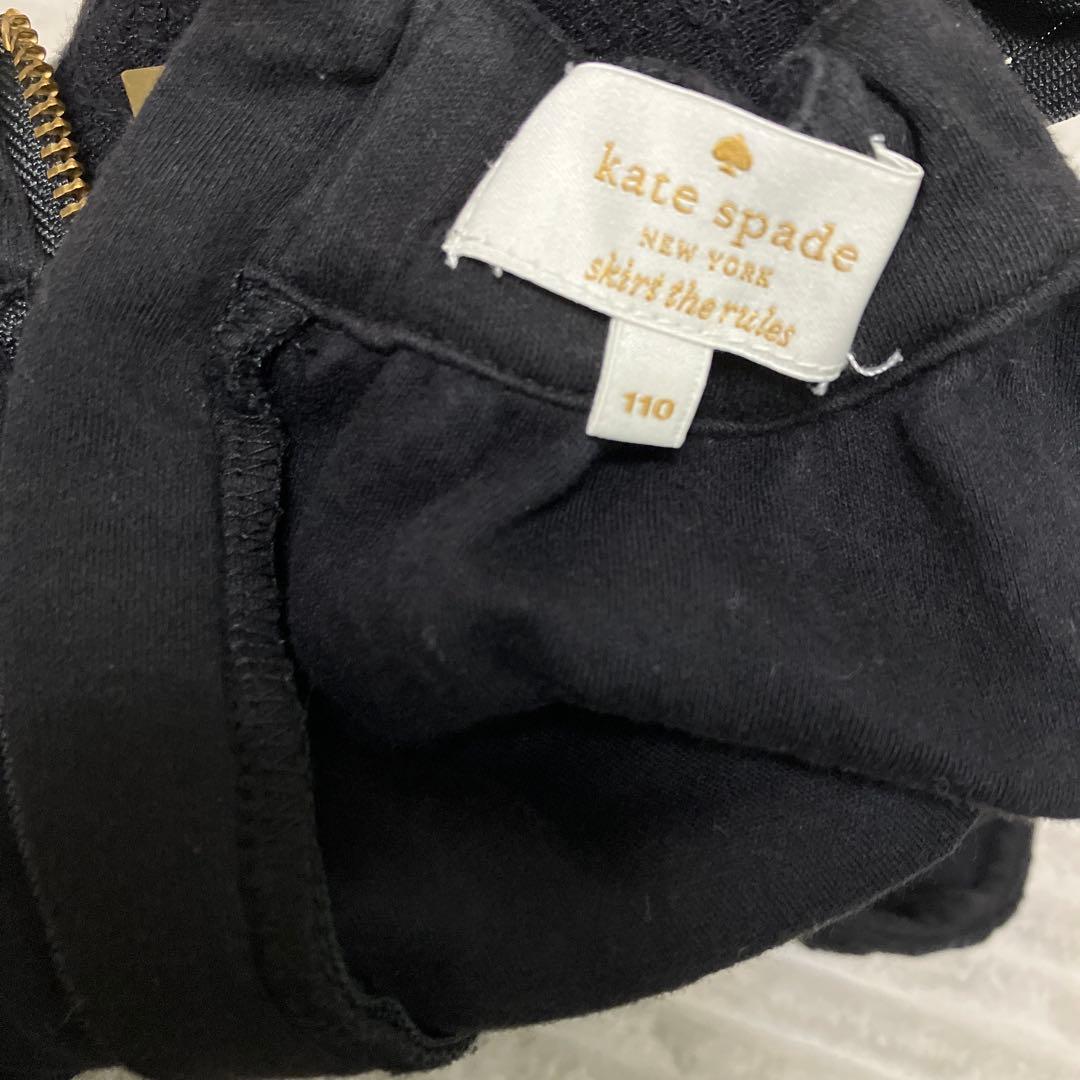 kate spade
NEW YORK
skirt the rules
110